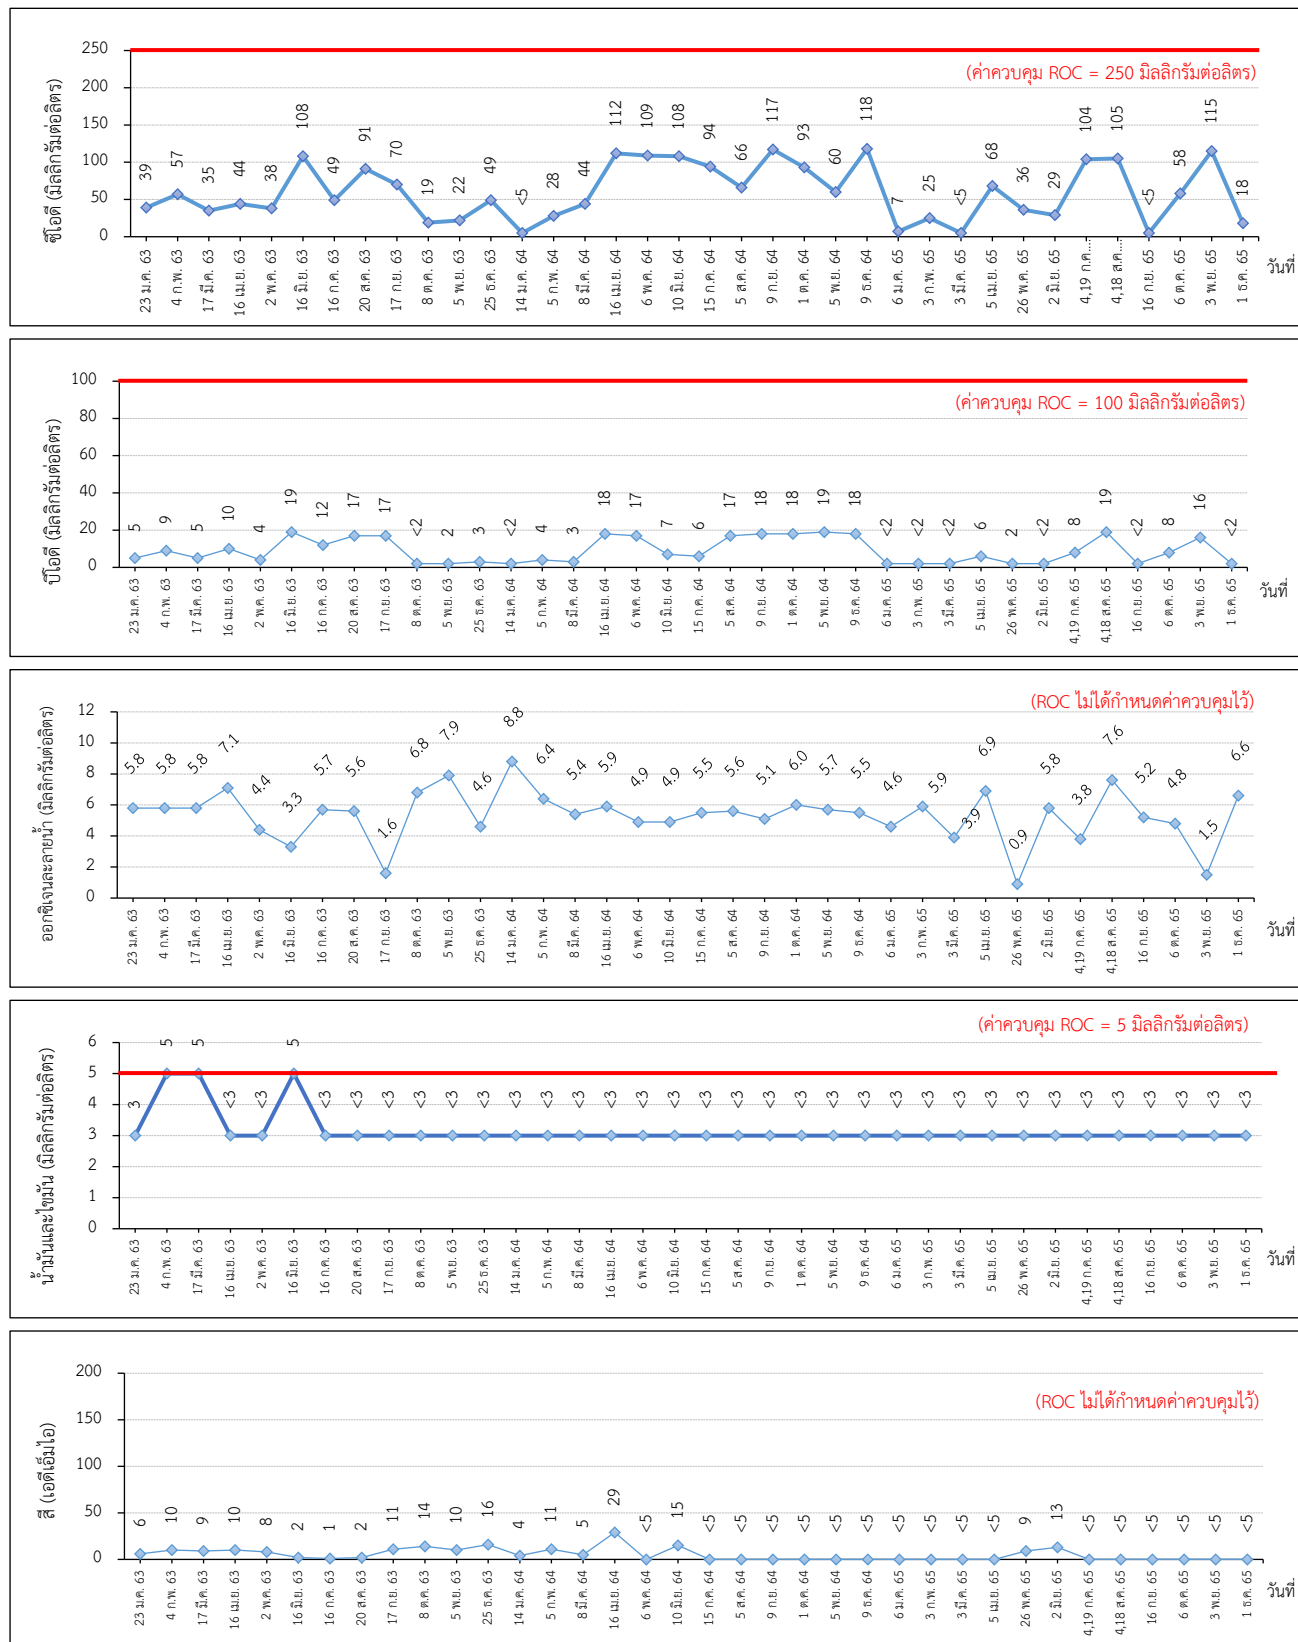 ซีโอดี (มิลลิกรัมต่อลิตร)
250
200
150
100
50
0
(ค่าควบคุม ROC = 250 มิลลิกรัมต่อลิตร)
39 57 35 44 38 108 49 91 70 19 22 49 <5 28 44 112 109 108 94 66 117 93 60 118 7 25 <5 68 36 29 104 105 <5 58 115 18
23 ม.ค. 63 4 ก.พ. 63 17 มี.ค. 63 16 เม.ย. 63 2 พ.ค. 63 16 มิ.ย. 63 16 ก.ค. 63 20 ส.ค. 63 17 ก.ย. 63 8 ต.ค. 63 5 พ.ย. 63 25 ธ.ค. 63 14 ม.ค. 64 5 ก.พ. 64 8 มี.ค. 64 16 เม.ย. 64 6 พ.ค. 64 10 มิ.ย. 64 15 ก.ค. 64 5 ส.ค. 64 9 ก.ย. 64 1 ต.ค. 64 5 พ.ย. 64 9 ธ.ค. 64 6 ม.ค. 65 3 ก.พ. 65 3 มี.ค. 65 5 เม.ย. 65 26 พ.ค. 65 2 มิ.ย. 65 4,19 ก.ค.... 4,18 ส.ค.... 16 ก.ย. 65 6 ต.ค. 65 3 พ.ย. 65 1 ธ.ค. 65
วันที่
บีโอดี (มิลลิกรัมต่อลิตร)
100
80
60
40
20
0
(ค่าควบคุม ROC = 100 มิลลิกรัมต่อลิตร)
5 9 5 10 4 19 12 17 17 <2 2 3 <2 4 3 18 17 7 6 17 18 18 19 18 <2 <2 <2 6 2 <2 8 19 <2 8 16 <2
23 ม.ค. 63 4 ก.พ. 63 17 มี.ค. 63 16 เม.ย. 63 2 พ.ค. 63 16 มิ.ย. 63 16 ก.ค. 63 20 ส.ค. 63 17 ก.ย. 63 8 ต.ค. 63 5 พ.ย. 63 25 ธ.ค. 63 14 ม.ค. 64 5 ก.พ. 64 8 มี.ค. 64 16 เม.ย. 64 6 พ.ค. 64 10 มิ.ย. 64 15 ก.ค. 64 5 ส.ค. 64 9 ก.ย. 64 1 ต.ค. 64 5 พ.ย. 64 9 ธ.ค. 64 6 ม.ค. 65 3 ก.พ. 65 3 มี.ค. 65 5 เม.ย. 65 26 พ.ค. 65 2 มิ.ย. 65 4,19 ก.ค. 65 4,18 ส.ค. 65 16 ก.ย. 65 6 ต.ค. 65 3 พ.ย. 65 1 ธ.ค. 65
วันที่
ออกซิเจนละลายน้ำ (มิลลิกรัมต่อลิตร)
12
10
8
6
4
2
0
(ROC ไม่ได้กำหนดค่าควบคุมไว้)
5.8 5.8 5.8 7.1 4.4 3.3 5.7 5.6 1.6 6.8 7.9 4.6 8.8 6.4 5.4 5.9 4.9 4.9 5.5 5.6 5.1 6.0 5.7 5.5 4.6 5.9 3.9 6.9 0.9 5.8 3.8 7.6 5.2 4.8 1.5 6.6
23 ม.ค. 63 4 ก.พ. 63 17 มี.ค. 63 16 เม.ย. 63 2 พ.ค. 63 16 มิ.ย. 63 16 ก.ค. 63 20 ส.ค. 63 17 ก.ย. 63 8 ต.ค. 63 5 พ.ย. 63 25 ธ.ค. 63 14 ม.ค. 64 5 ก.พ. 64 8 มี.ค. 64 16 เม.ย. 64 6 พ.ค. 64 10 มิ.ย. 64 15 ก.ค. 64 5 ส.ค. 64 9 ก.ย. 64 1 ต.ค. 64 5 พ.ย. 64 9 ธ.ค. 64 6 ม.ค. 65 3 ก.พ. 65 3 มี.ค. 65 5 เม.ย. 65 26 พ.ค. 65 2 มิ.ย. 65 4,19 ก.ค. 65 4,18 ส.ค. 65 16 ก.ย. 65 6 ต.ค. 65 3 พ.ย. 65 1 ธ.ค. 65
วันที่
น้ำมันและไขมัน (มิลลิกรัมต่อลิตร)
6
5
4
3
2
1
0
(ค่าควบคุม ROC = 5 มิลลิกรัมต่อลิตร)
3 5 5 <3 <3 5 <3 <3 <3 <3 <3 <3 <3 <3 <3 <3 <3 <3 <3 <3 <3 <3 <3 <3 <3 <3 <3 <3 <3 <3 <3 <3 <3 <3 <3 <3
23 ม.ค. 63 4 ก.พ. 63 17 มี.ค. 63 16 เม.ย. 63 2 พ.ค. 63 16 มิ.ย. 63 16 ก.ค. 63 20 ส.ค. 63 17 ก.ย. 63 8 ต.ค. 63 5 พ.ย. 63 25 ธ.ค. 63 14 ม.ค. 64 5 ก.พ. 64 8 มี.ค. 64 16 เม.ย. 64 6 พ.ค. 64 10 มิ.ย. 64 15 ก.ค. 64 5 ส.ค. 64 9 ก.ย. 64 1 ต.ค. 64 5 พ.ย. 64 9 ธ.ค. 64 6 ม.ค. 65 3 ก.พ. 65 3 มี.ค. 65 5 เม.ย. 65 26 พ.ค. 65 2 มิ.ย. 65 4,19 ก.ค. 65 4,18 ส.ค. 65 16 ก.ย. 65 6 ต.ค. 65 3 พ.ย. 65 1 ธ.ค. 65
วันที่
สี (เอดีเอ็มไอ)
200
150
100
50
0
(ROC ไม่ได้กำหนดค่าควบคุมไว้)
6 10 9 10 8 2 1 2 11 14 10 16 4 11 5 29 <5 15 <5 <5 <5 <5 <5 <5 <5 <5 <5 <5 9 13 <5 <5 <5 <5 <5 <5
23 ม.ค. 63 4 ก.พ. 63 17 มี.ค. 63 16 เม.ย. 63 2 พ.ค. 63 16 มิ.ย. 63 16 ก.ค. 63 20 ส.ค. 63 17 ก.ย. 63 8 ต.ค. 63 5 พ.ย. 63 25 ธ.ค. 63 14 ม.ค. 64 5 ก.พ. 64 8 มี.ค. 64 16 เม.ย. 64 6 พ.ค. 64 10 มิ.ย. 64 15 ก.ค. 64 5 ส.ค. 64 9 ก.ย. 64 1 ต.ค. 64 5 พ.ย. 64 9 ธ.ค. 64 6 ม.ค. 65 3 ก.พ. 65 3 มี.ค. 65 5 เม.ย. 65 26 พ.ค. 65 2 มิ.ย. 65 4,19 ก.ค. 65 4,18 ส.ค. 65 16 ก.ย. 65 6 ต.ค. 65 3 พ.ย. 65 1 ธ.ค. 65
วันที่